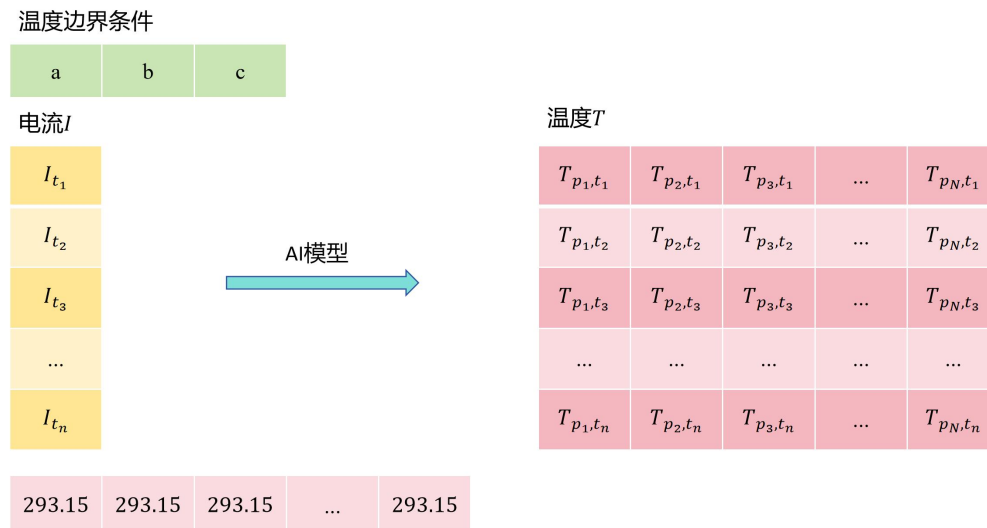 温度边界条件
a b c
电流I
I_{t_1}
I_{t_2}
I_{t_3}
...
I_{t_n}
AI模型
温度T
T_{p_1,t_1} T_{p_2,t_1} T_{p_3,t_1} ... T_{p_N,t_1}
T_{p_1,t_2} T_{p_2,t_2} T_{p_3,t_2} ... T_{p_N,t_2}
T_{p_1,t_3} T_{p_2,t_3} T_{p_3,t_3} ... T_{p_N,t_3}
... ... ... ... ...
T_{p_1,t_n} T_{p_2,t_n} T_{p_3,t_n} ... T_{p_N,t_n}
293.15 293.15 293.15 ... 293.15